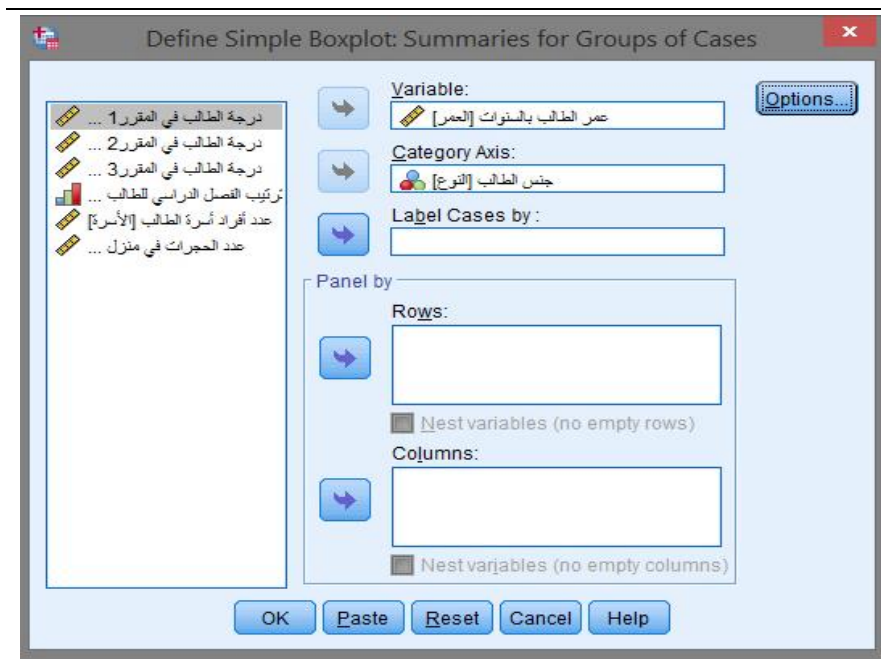 Define Simple Boxplot: Summaries for Groups of Cases
درجة الطالب في المقرر1 ...
درجة الطالب في المقرر2 ...
درجة الطالب في المقرر3 ...
ترتيب الفصل الدراسي للطالب ...
عدد أفراد أسرة الطالب [الأسرة]
عدد الحجرات في منزل ...
Variable:
عمر الطالب بالسنوات [العمر]
Category Axis:
جنس الطالب [النوع]
Label Cases by :
Panel by
Rows:
Nest variables (no empty rows)
Columns:
Nest variables (no empty columns)
Options...
OK
Paste
Reset
Cancel
Help